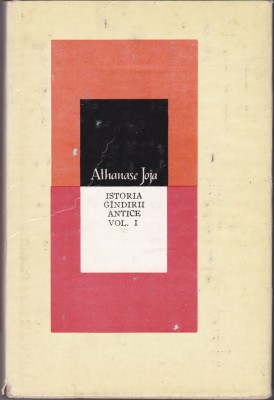 Athanase Joja
ISTORIA
GÎNDIRII
ANTICE
VOL. I